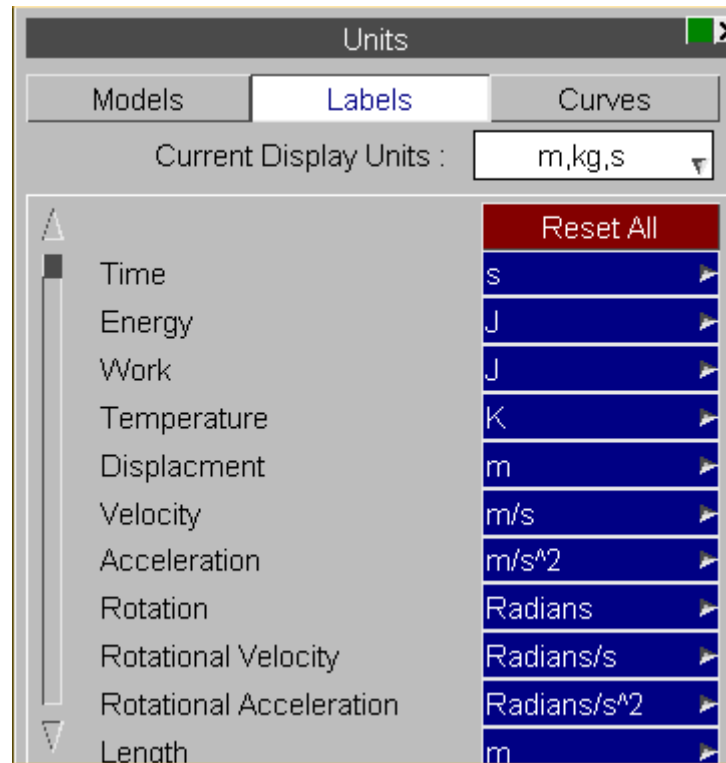 Units
Models Labels Curves
Current Display Units : m,kg,s
Reset All
Time s
Energy J
Work J
Temperature K
Displacment m
Velocity m/s
Acceleration m/s^2
Rotation Radians
Rotational Velocity Radians/s
Rotational Acceleration Radians/s^2
Length m